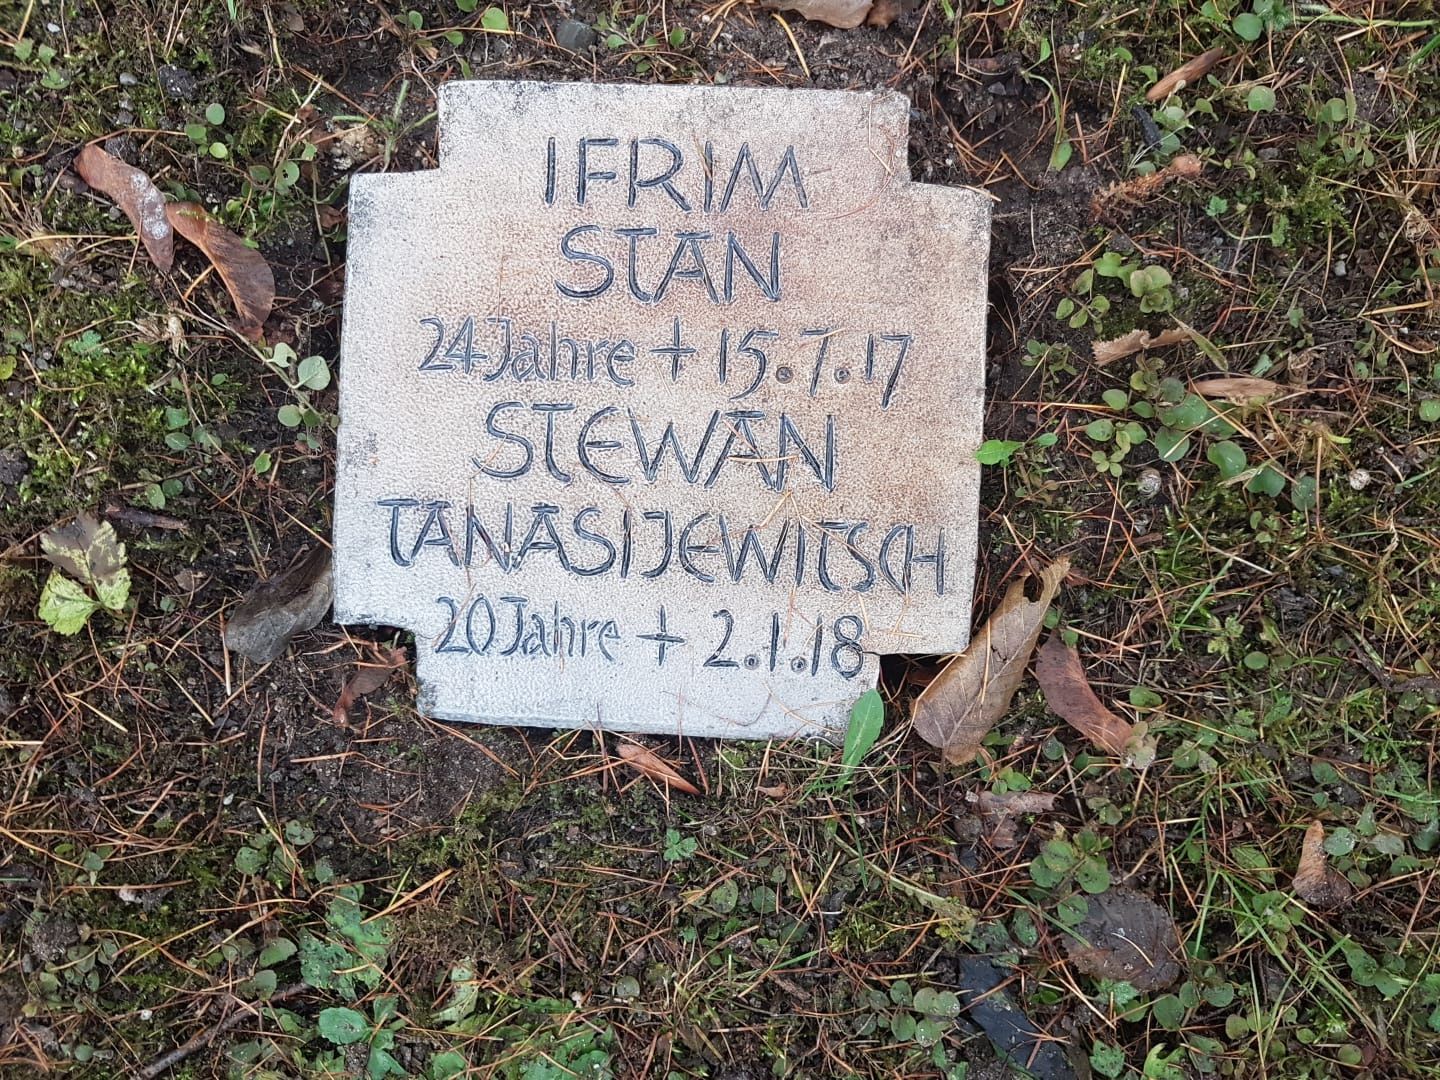 IFRIM
STAN
24 Jahre + 15.7.17
STEWAN
TANASIJEWITSCH
20 Jahre + 2.1.18